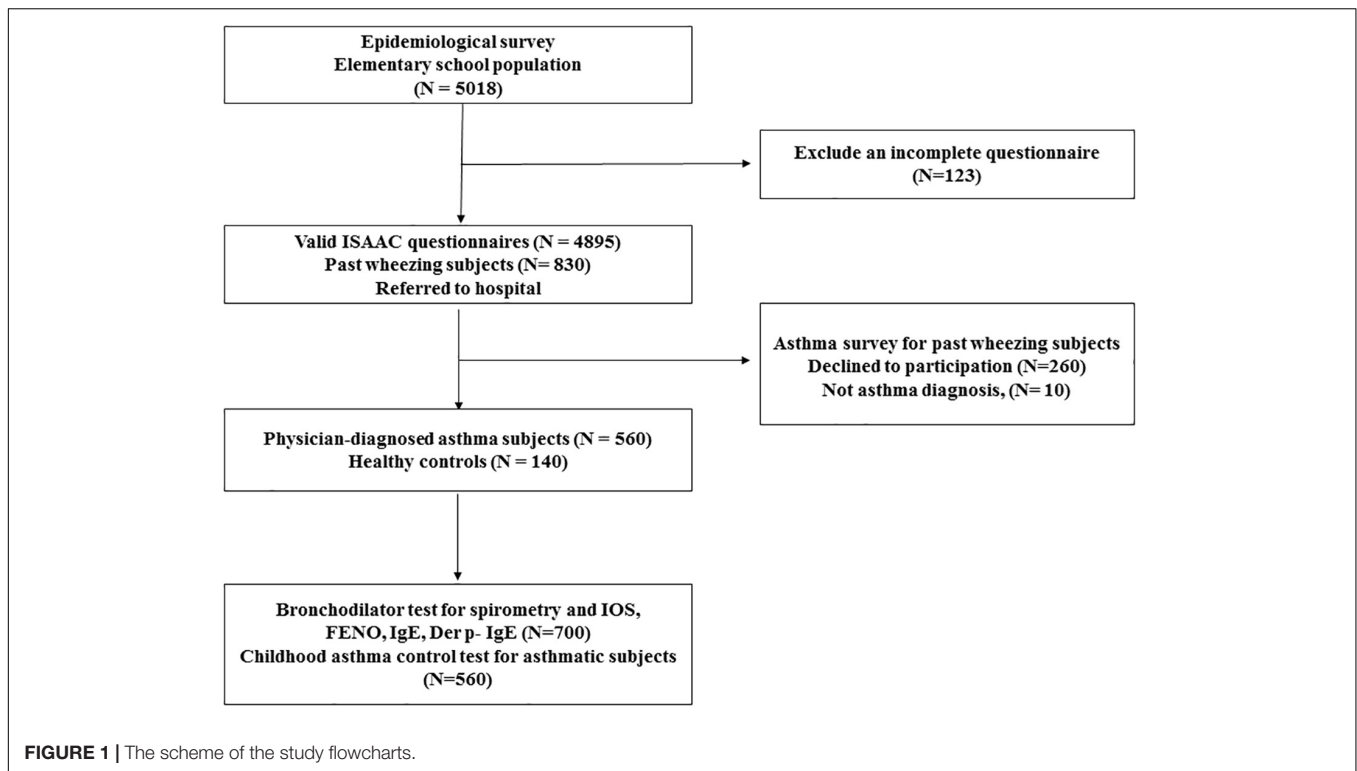 Epidemiological survey
Elementary school population
(N = 5018)
Exclude an incomplete questionnaire
(N=123)
Valid ISAAC questionnaires (N = 4895)
Past wheezing subjects (N= 830)
Referred to hospital
Asthma survey for past wheezing subjects
Declined to participation (N=260)
Not asthma diagnosis, (N= 10)
Physician-diagnosed asthma subjects (N = 560)
Healthy controls (N = 140)
Bronchodilator test for spirometry and IOS,
FENO, IgE, Der p- IgE (N=700)
Childhood asthma control test for asthmatic subjects
(N=560)
FIGURE 1 | The scheme of the study flowcharts.